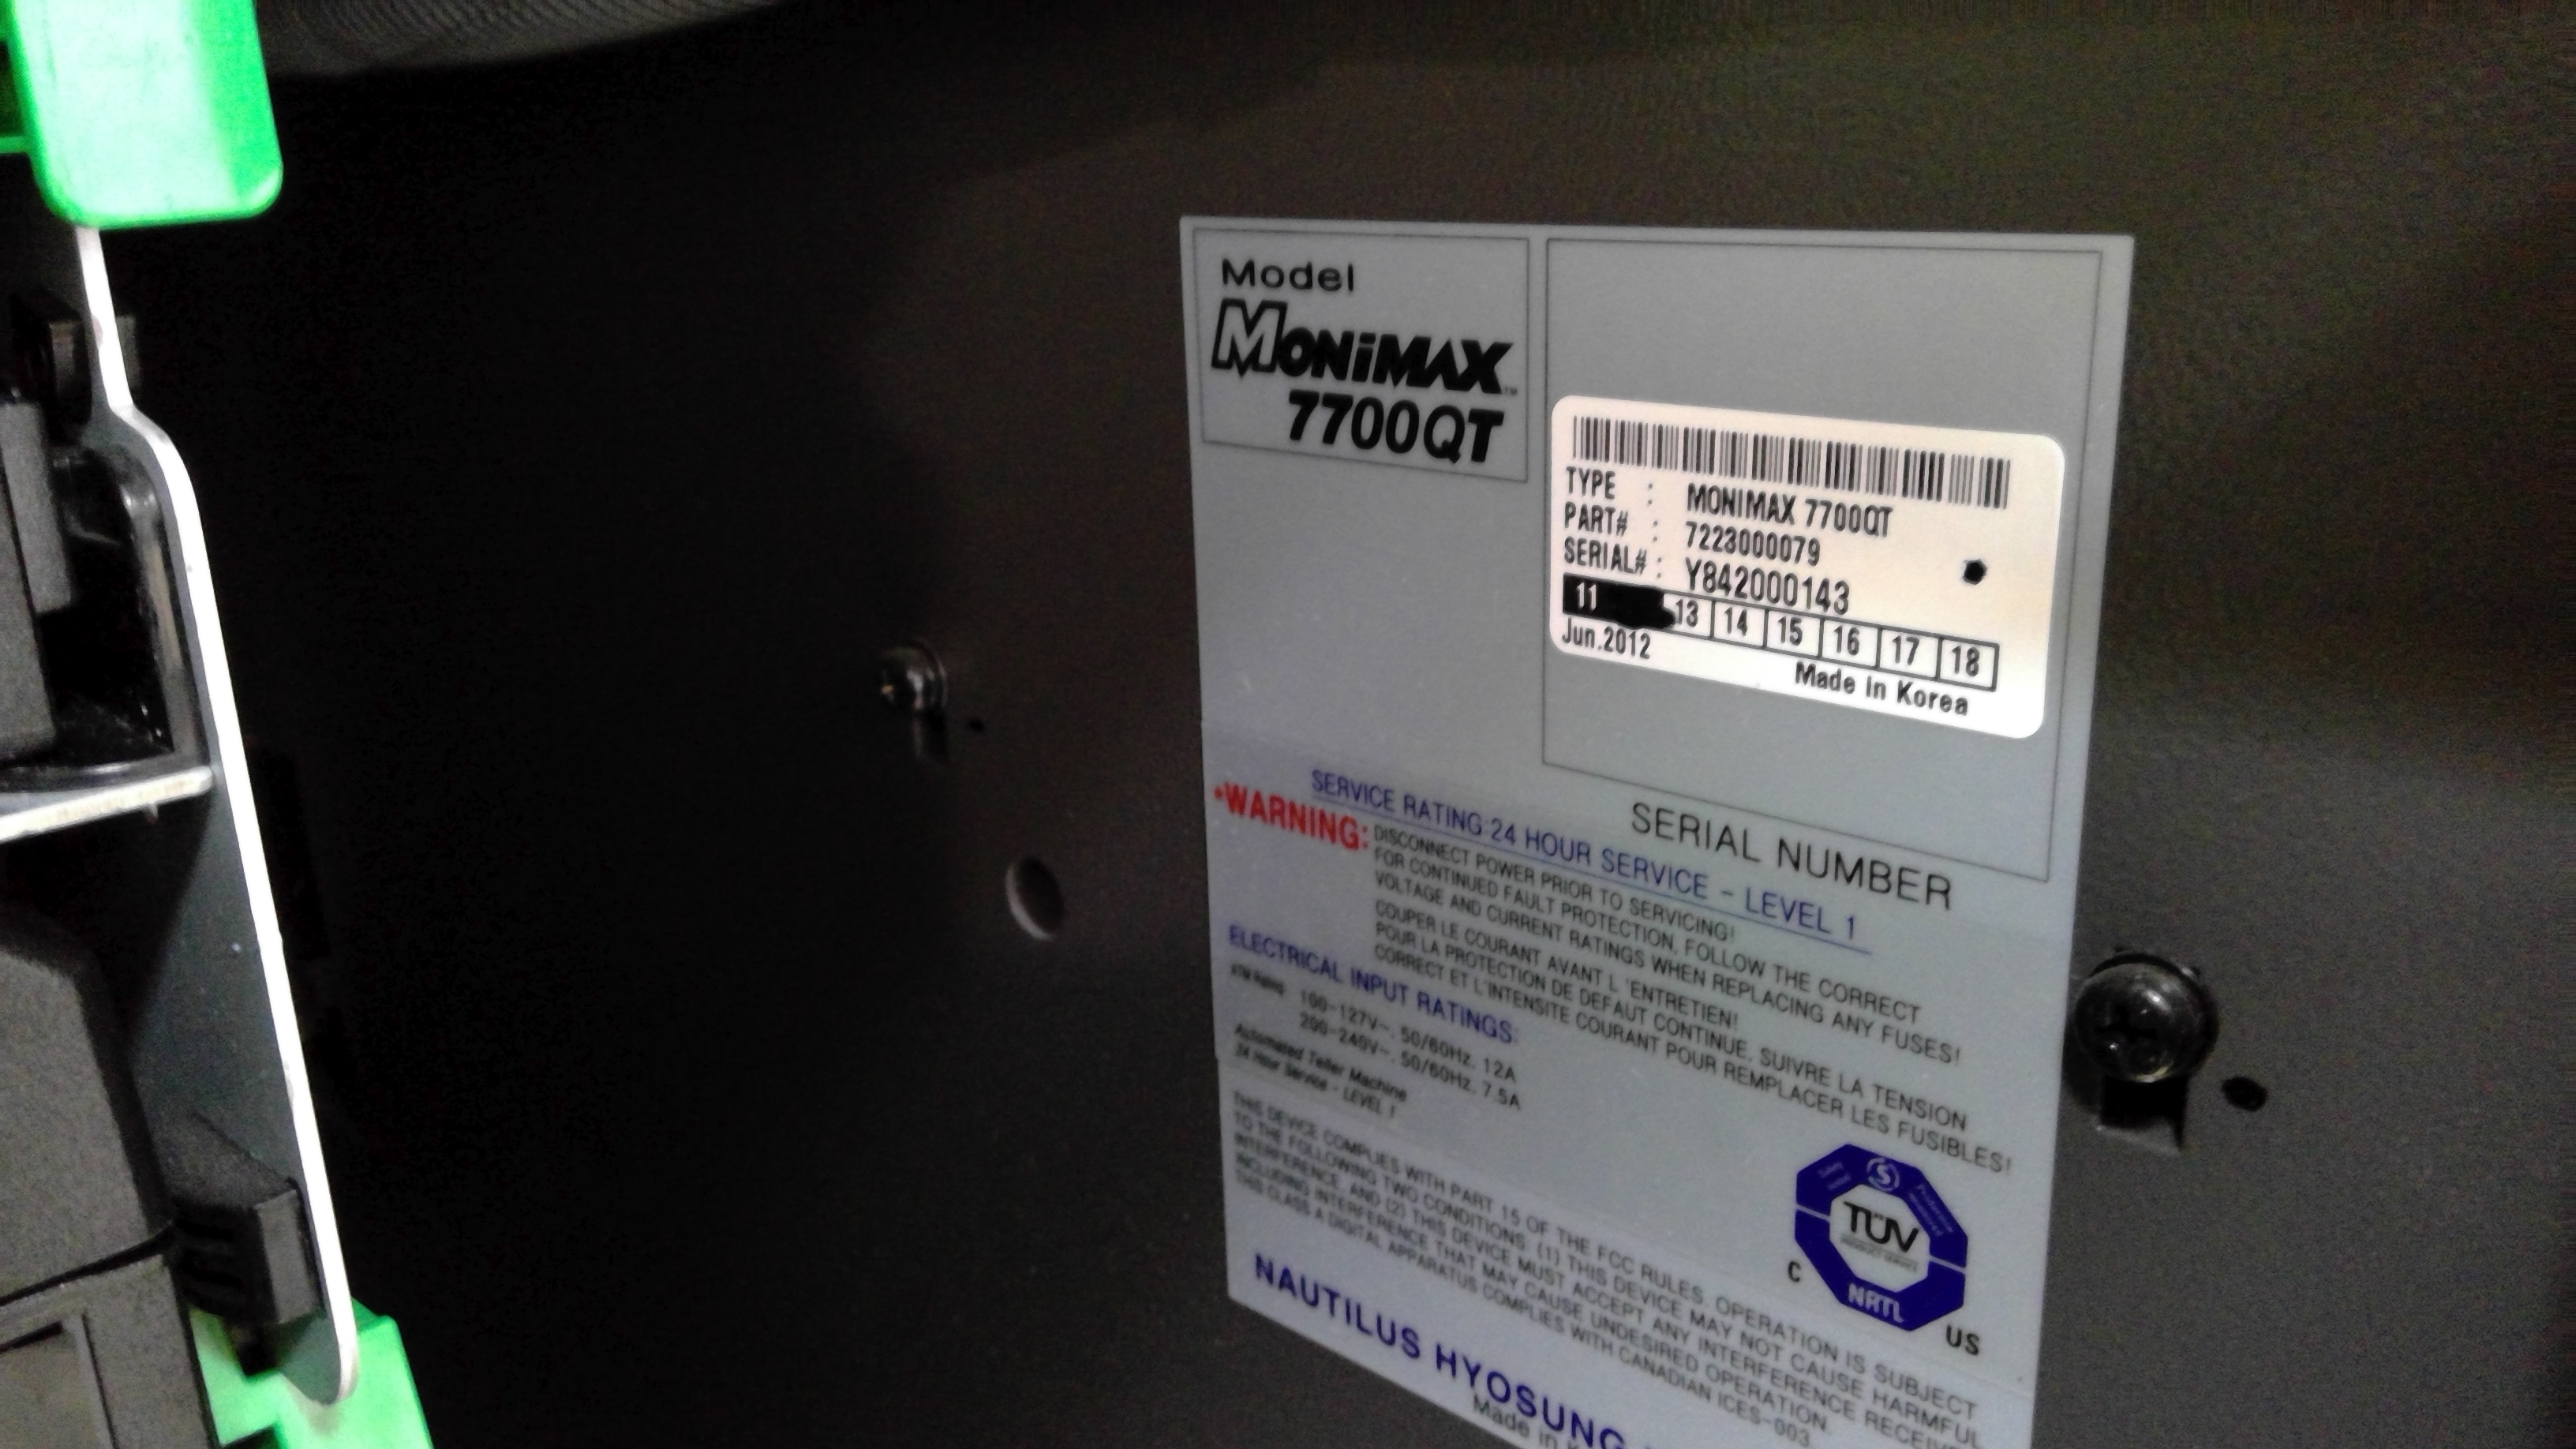 Model
MONiMAX™
7700QT
TYPE : MONIMAX 7700QT
PART# : 7223000079
SERIAL# : Y842000143
11 13 14 15 16 17 18
Jun.2012
Made In Korea
SERIAL NUMBER
SERVICE RATING:24 HOUR SERVICE - LEVEL 1
•WARNING:
DISCONNECT POWER PRIOR TO SERVICING!
FOR CONTINUED FAULT PROTECTION, FOLLOW THE CORRECT
VOLTAGE AND CURRENT RATINGS WHEN REPLACING ANY FUSES!
COUPER LE COURANT AVANT L 'ENTRETIEN!
POUR LA PROTECTION DE DEFAUT CONTINUE, SUIVRE LA TENSION
CORRECT ET L'INTENSITE COURANT POUR REMPLACER LES FUSIBLES!
ELECTRICAL INPUT RATINGS:
ATM Rating 100-127V~, 50/60Hz, 12A
200-240V~, 50/60Hz, 7.5A
Automated Teller Machine
24 Hour Service - LEVEL 1
THIS DEVICE COMPLIES WITH PART 15 OF THE FCC RULES. OPERATION IS SUBJECT
TO THE FOLLOWING TWO CONDITIONS. (1) THIS DEVICE MAY NOT CAUSE HARMFUL
INTERFERENCE, AND (2) THIS DEVICE MUST ACCEPT ANY INTERFERENCE RECEIVE
INCLUDING INTERFERENCE THAT MAY CAUSE UNDESIRED OPERATION.
THIS CLASS A DIGITAL APPARATUS COMPLIES WITH CANADIAN ICES-003
S
TÜV
C NRTL US
NAUTILUS HYOSUNG
Made in K